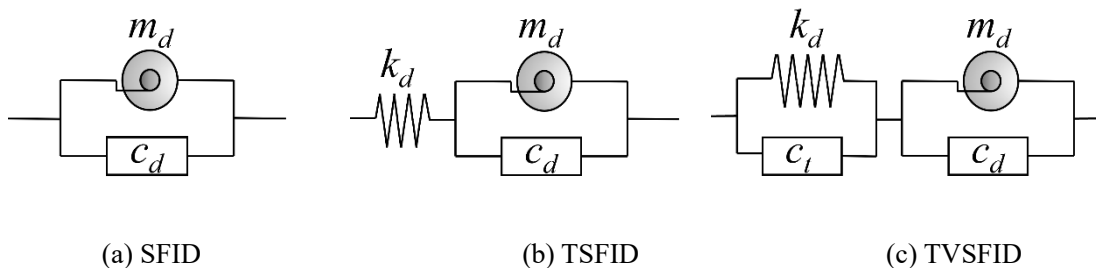 m_d
c_d
(a) SFID
k_d
m_d
c_d
(b) TSFID
k_d
c_t
m_d
c_d
(c) TVSFID